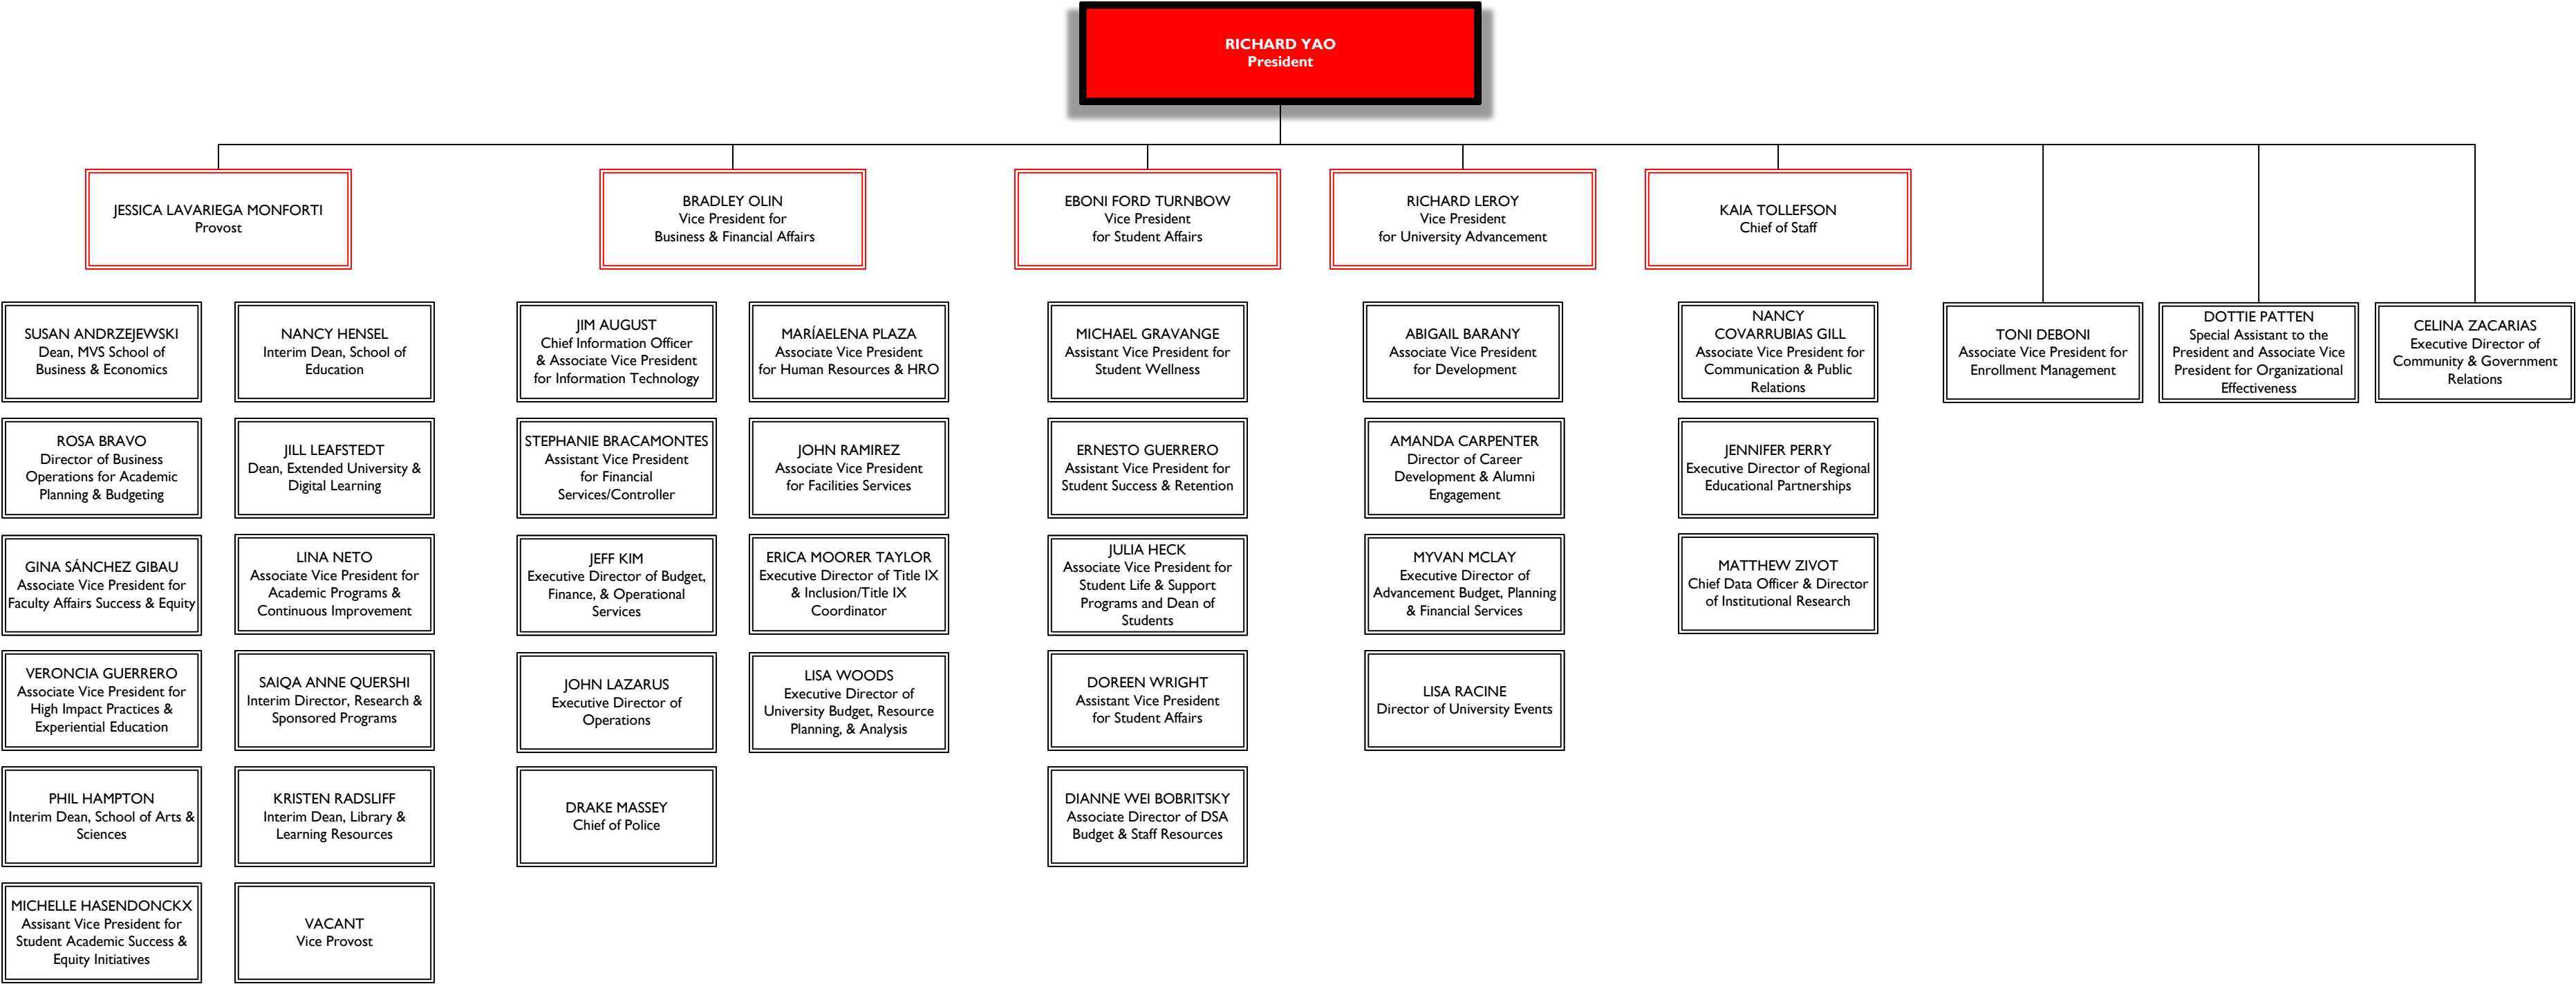 RICHARD YAO
President
JESSICA LAVARIEGA MONFORTI
Provost
BRADLEY OLIN
Vice President for
Business & Financial Affairs
EBONI FORD TURNBOW
Vice President
for Student Affairs
RICHARD LEROY
Vice President
for University Advancement
KAIA TOLLEFSON
Chief of Staff
SUSAN ANDRZEJEWSKI
Dean, MVS School of
Business & Economics
NANCY HENSEL
Interim Dean, School of
Education
JIM AUGUST
Chief Information Officer
& Associate Vice President
for Information Technology
MARÍAELENA PLAZA
Associate Vice President
for Human Resources & HRO
MICHAEL GRAVANGE
Assistant Vice President for
Student Wellness
ABIGAIL BARANY
Associate Vice President
for Development
NANCY
COVARRUBIAS GILL
Associate Vice President for
Communication & Public
Relations
TONI DEBONI
Associate Vice President for
Enrollment Management
DOTTIE PATTEN
Special Assistant to the
President and Associate Vice
President for Organizational
Effectiveness
CELINA ZACARIAS
Executive Director of
Community & Government
Relations
ROSA BRAVO
Director of Business
Operations for Academic
Planning & Budgeting
JILL LEAFSTEDT
Dean, Extended University &
Digital Learning
STEPHANIE BRACAMONTES
Assistant Vice President
for Financial
Services/Controller
JOHN RAMIREZ
Associate Vice President
for Facilities Services
ERNESTO GUERRERO
Assistant Vice President for
Student Success & Retention
AMANDA CARPENTER
Director of Career
Development & Alumni
Engagement
JENNIFER PERRY
Executive Director of Regional
Educational Partnerships
GINA SÁNCHEZ GIBAU
Associate Vice President for
Faculty Affairs Success & Equity
LINA NETO
Associate Vice President for
Academic Programs &
Continuous Improvement
JEFF KIM
Executive Director of Budget,
Finance, & Operational
Services
ERICA MOORER TAYLOR
Executive Director of Title IX
& Inclusion/Title IX
Coordinator
JULIA HECK
Associate Vice President for
Student Life & Support
Programs and Dean of
Students
MYVAN MCLAY
Executive Director of
Advancement Budget, Planning
& Financial Services
MATTHEW ZIVOT
Chief Data Officer & Director
of Institutional Research
VERONCIA GUERRERO
Associate Vice President for
High Impact Practices &
Experiential Education
SAIQA ANNE QUERSHI
Interim Director, Research &
Sponsored Programs
JOHN LAZARUS
Executive Director of
Operations
LISA WOODS
Executive Director of
University Budget, Resource
Planning, & Analysis
DOREEN WRIGHT
Assistant Vice President
for Student Affairs
LISA RACINE
Director of University Events
PHIL HAMPTON
Interim Dean, School of Arts &
Sciences
KRISTEN RADSLIFF
Interim Dean, Library &
Learning Resources
DRAKE MASSEY
Chief of Police
DIANNE WEI BOBRITSKY
Associate Director of DSA
Budget & Staff Resources
MICHELLE HASENDONCKX
Assisant Vice President for
Student Academic Success &
Equity Initiatives
VACANT
Vice Provost